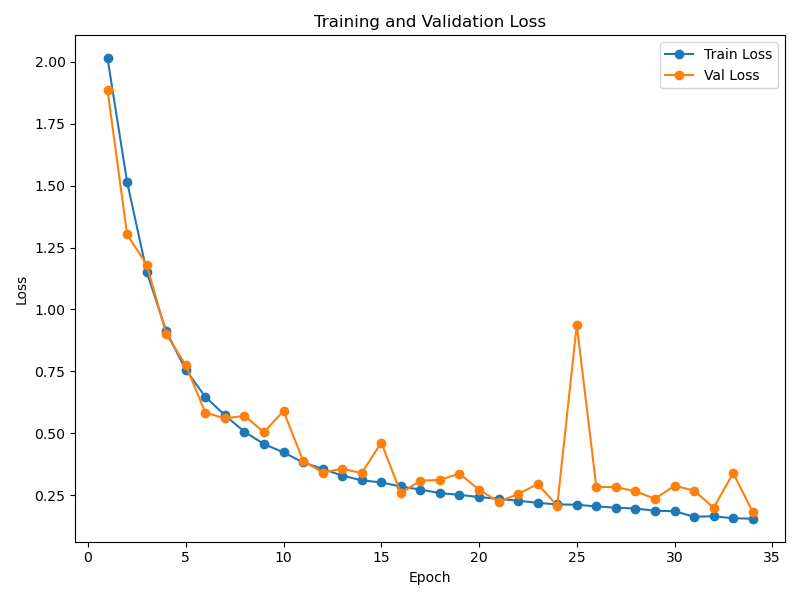 Training and Validation Loss
Train Loss
Val Loss
2.00
1.75
1.50
1.25
1.00
0.75
0.50
0.25
Loss
0 5 10 15 20 25 30 35
Epoch